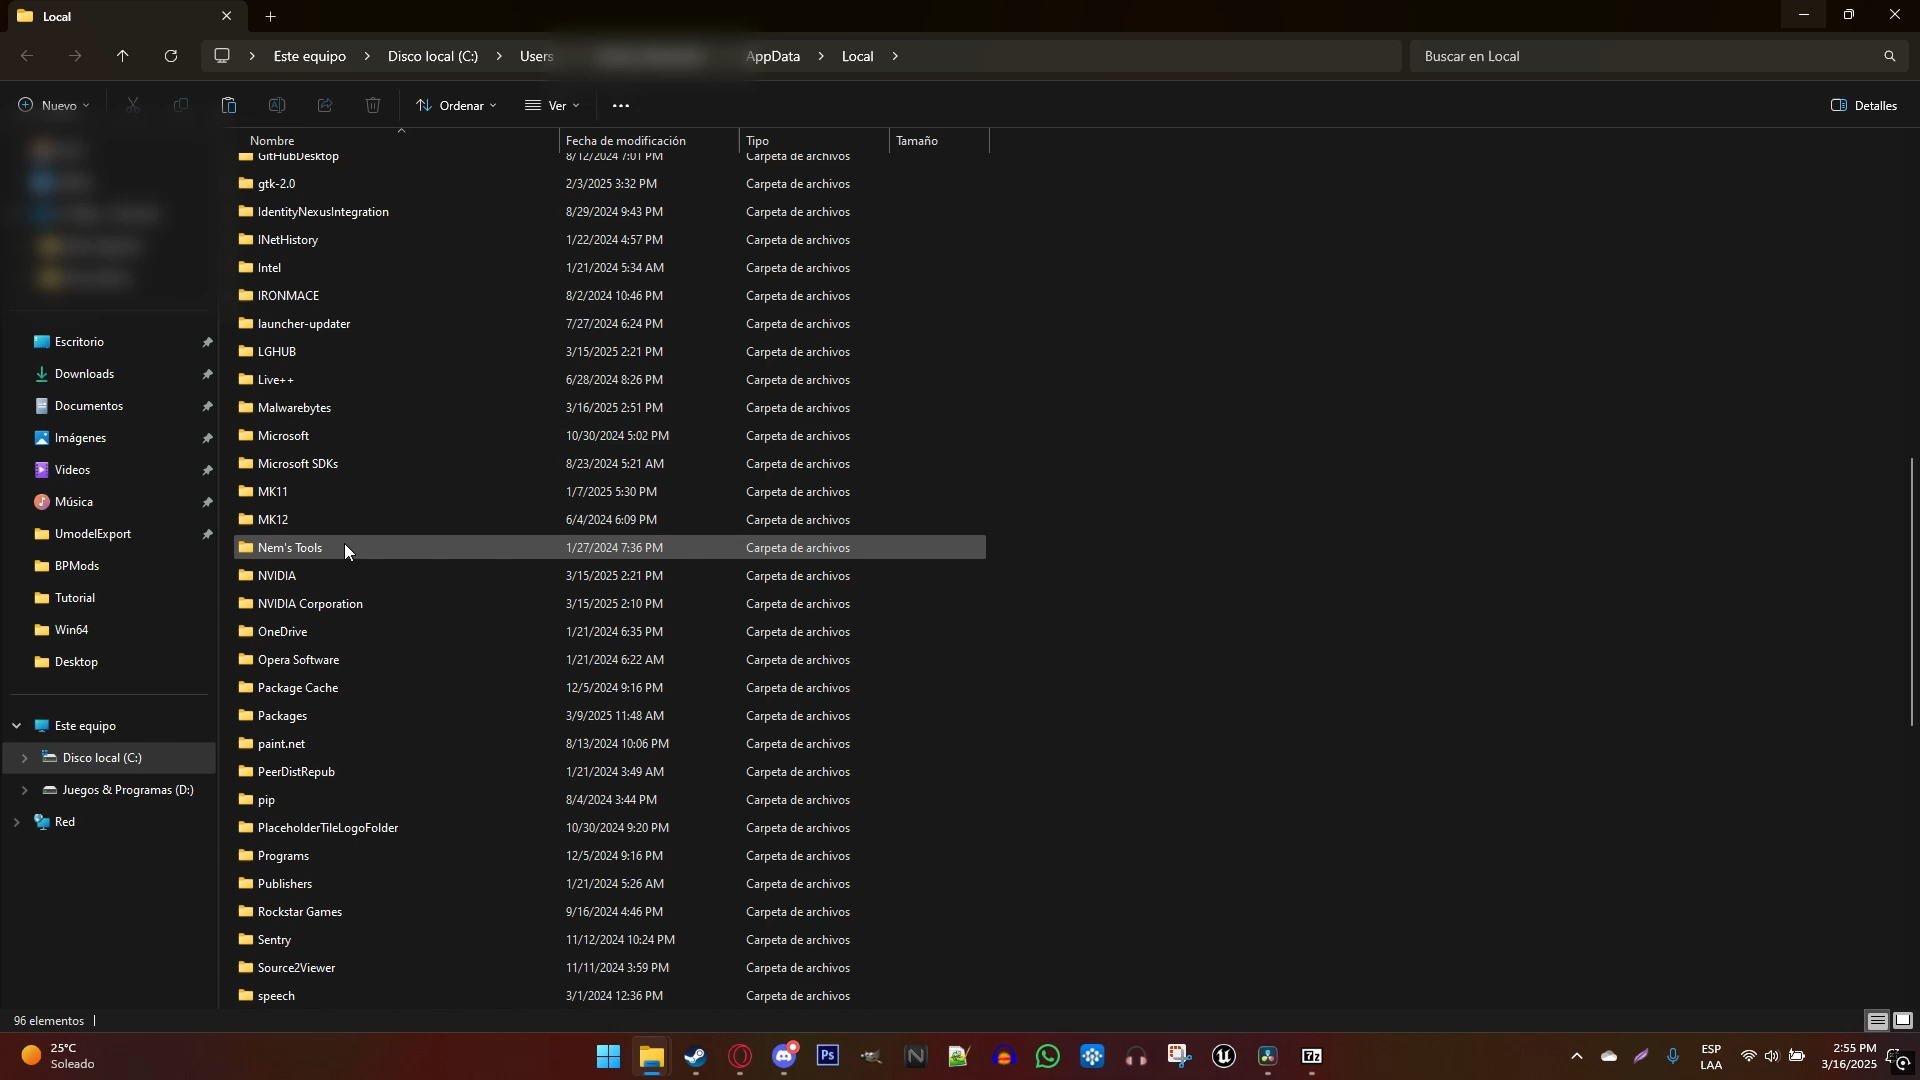 Local
Este equipo > Disco local (C:) > Users AppData > Local >
Buscar en Local
Nuevo
Ordenar
Ver
Detalles
Nombre Fecha de modificación Tipo Tamaño
GitHubDesktop 8/12/2024 7:01 PM Carpeta de archivos
gtk-2.0 2/3/2025 3:32 PM Carpeta de archivos
IdentityNexusIntegration 8/29/2024 9:43 PM Carpeta de archivos
INetHistory 1/22/2024 4:57 PM Carpeta de archivos
Intel 1/21/2024 5:34 AM Carpeta de archivos
IRONMACE 8/2/2024 10:46 PM Carpeta de archivos
launcher-updater 7/27/2024 6:24 PM Carpeta de archivos
LGHUB 3/15/2025 2:21 PM Carpeta de archivos
Live++ 6/28/2024 8:26 PM Carpeta de archivos
Malwarebytes 3/16/2025 2:51 PM Carpeta de archivos
Microsoft 10/30/2024 5:02 PM Carpeta de archivos
Microsoft SDKs 8/23/2024 5:21 AM Carpeta de archivos
MK11 1/7/2025 5:30 PM Carpeta de archivos
MK12 6/4/2024 6:09 PM Carpeta de archivos
Nem's Tools 1/27/2024 7:36 PM Carpeta de archivos
NVIDIA 3/15/2025 2:21 PM Carpeta de archivos
NVIDIA Corporation 3/15/2025 2:10 PM Carpeta de archivos
OneDrive 1/21/2024 6:35 PM Carpeta de archivos
Opera Software 1/21/2024 6:22 AM Carpeta de archivos
Package Cache 12/5/2024 9:16 PM Carpeta de archivos
Packages 3/9/2025 11:48 AM Carpeta de archivos
paint.net 8/13/2024 10:06 PM Carpeta de archivos
PeerDistRepub 1/21/2024 3:49 AM Carpeta de archivos
pip 8/4/2024 3:44 PM Carpeta de archivos
PlaceholderTileLogoFolder 10/30/2024 9:20 PM Carpeta de archivos
Programs 12/5/2024 9:16 PM Carpeta de archivos
Publishers 1/21/2024 5:26 AM Carpeta de archivos
Rockstar Games 9/16/2024 4:46 PM Carpeta de archivos
Sentry 11/12/2024 10:24 PM Carpeta de archivos
Source2Viewer 11/11/2024 3:59 PM Carpeta de archivos
speech 3/1/2024 12:36 PM Carpeta de archivos
Escritorio
Downloads
Documentos
Imágenes
Videos
Música
UmodelExport
BPMods
Tutorial
Win64
Desktop
Este equipo
Disco local (C:)
Juegos & Programas (D:)
Red
96 elementos
25°C
Soleado
Ps
N
7z
ESP
LAA
2:55 PM
3/16/2025